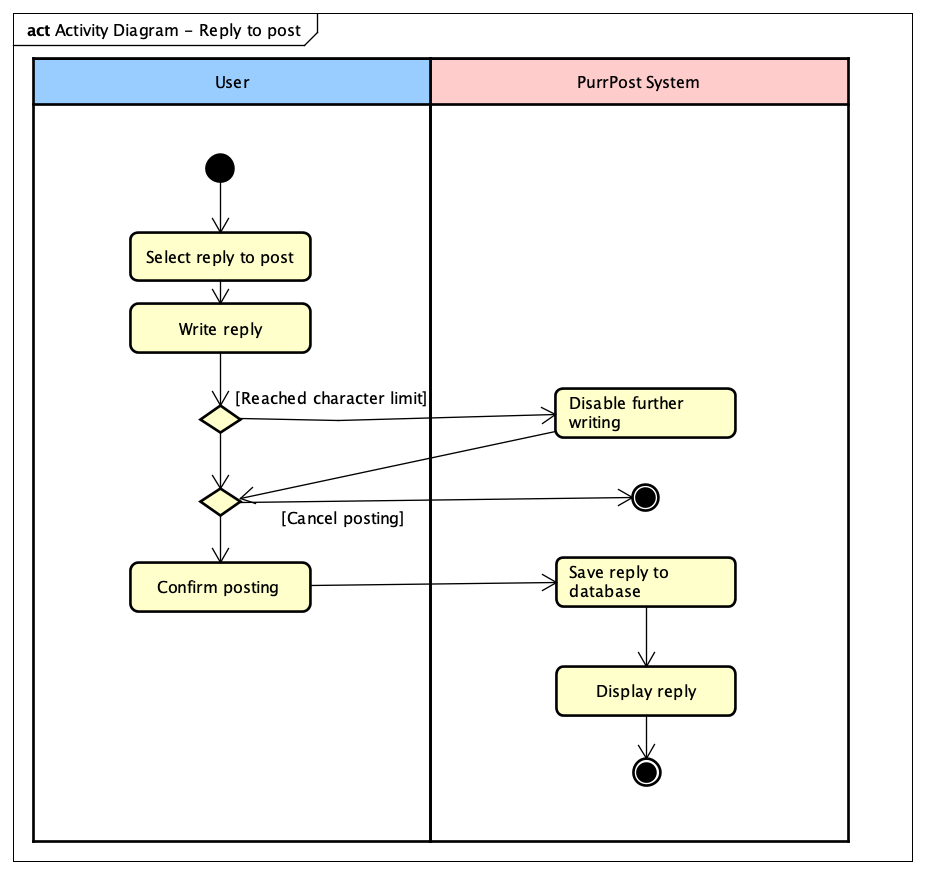 act Activity Diagram - Reply to post
User
PurrPost System
Select reply to post
Write reply
[Reached character limit]
Disable further
writing
[Cancel posting]
Confirm posting
Save reply to
database
Display reply